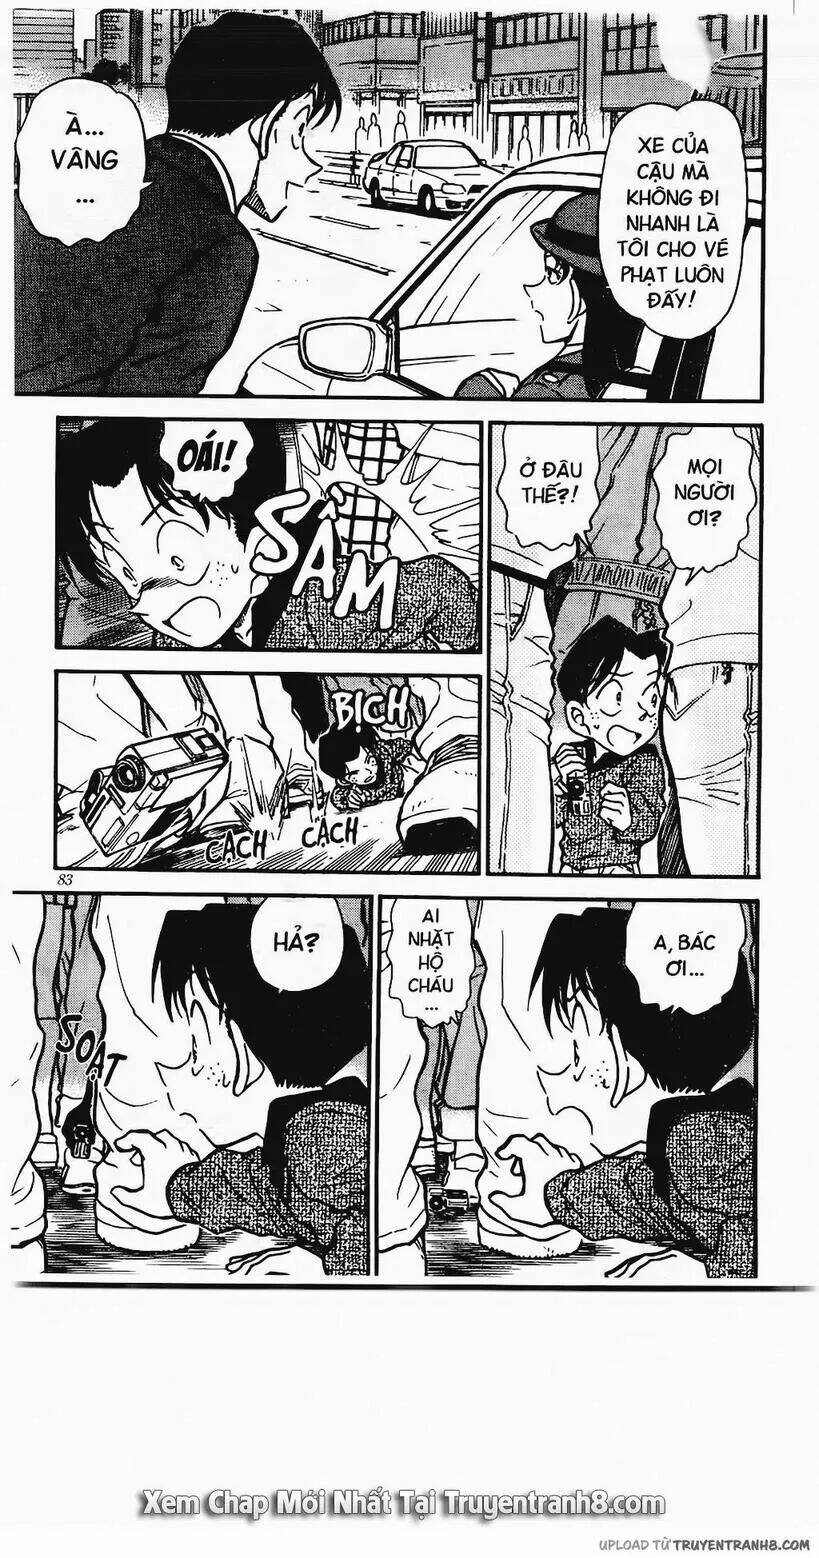 XE CỦA
CẬU MÀ
KHÔNG ĐI
NHANH LÀ
TÔI CHO VÉ
PHẠT LUÔN
ĐẤY!
À...
VÂNG
...
MỌI
NGƯỜI
ƠI?
Ở ĐÂU
THẾ?!
OÁI!
SẦM
BỊCH
CẠCH
CẠCH
83
A, BÁC
ƠI...
AI
NHẶT
HỘ
CHÁU
...
HẢ?
SOẠT
Xem Chap Mới Nhất Tại Truyentranh8.com
UPLOAD TỪ TRUYENTRANH8.COM